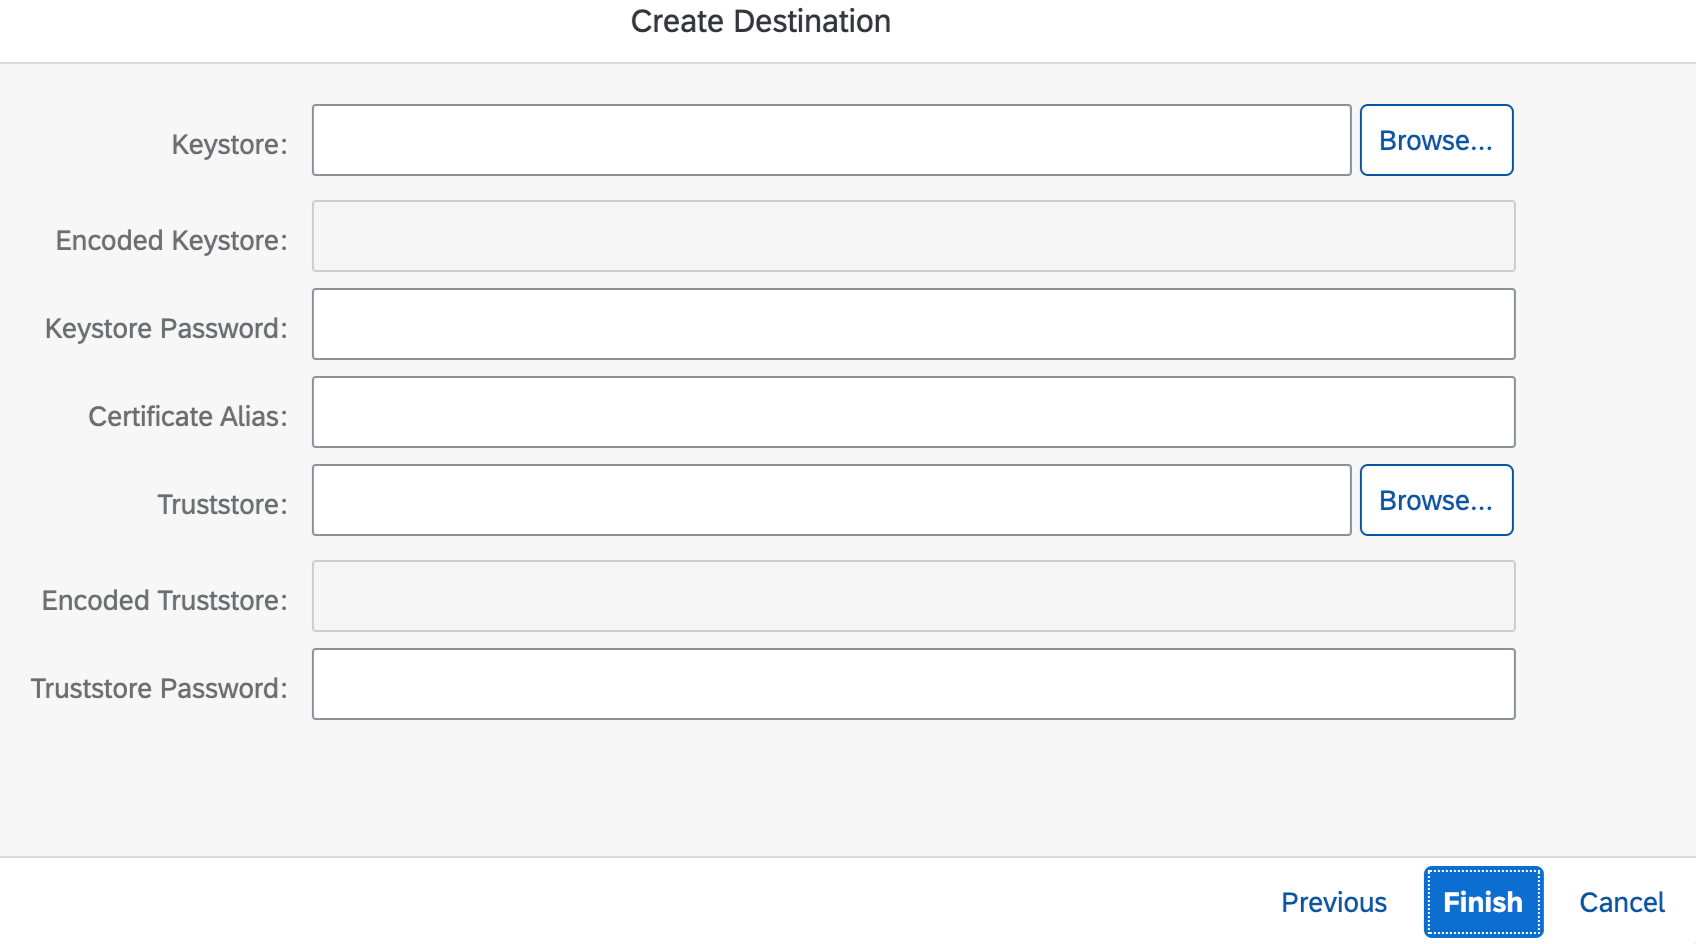 Create Destination
Keystore:
Browse...
Encoded Keystore:
Keystore Password:
Certificate Alias:
Truststore:
Browse...
Encoded Truststore:
Truststore Password:
Previous
Finish
Cancel